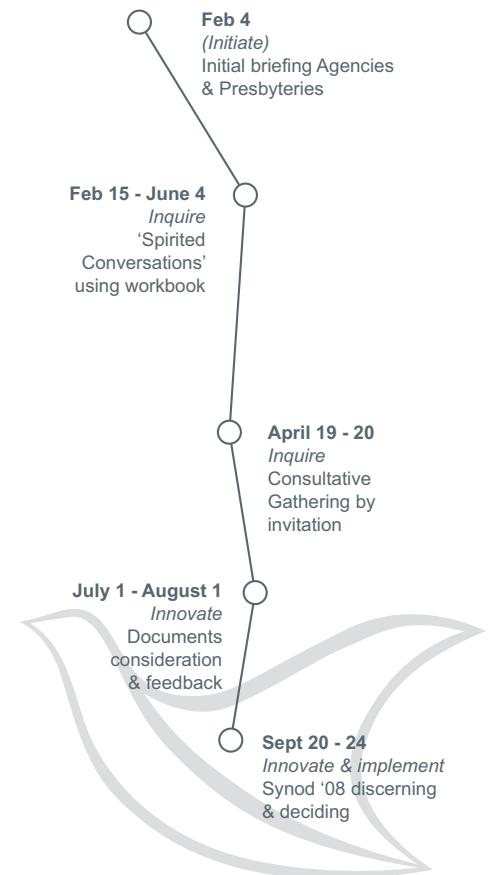 Feb 4
(Initiate)
Initial briefing Agencies
& Presbyteries
Feb 15 - June 4
Inquire
‘Spirited
Conversations’
using workbook
April 19 - 20
Inquire
Consultative
Gathering by
invitation
July 1 - August 1
Innovate
Documents
consideration
& feedback
Sept 20 - 24
Innovate & implement
Synod ‘08 discerning
& deciding